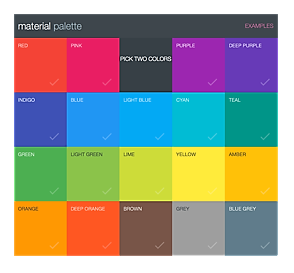 material palette
EXAMPLES
RED
PINK
PICK TWO COLORS
PURPLE
DEEP PURPLE
INDIGO
BLUE
LIGHT BLUE
CYAN
TEAL
GREEN
LIGHT GREEN
LIME
YELLOW
AMBER
ORANGE
DEEP ORANGE
BROWN
GREY
BLUE GREY